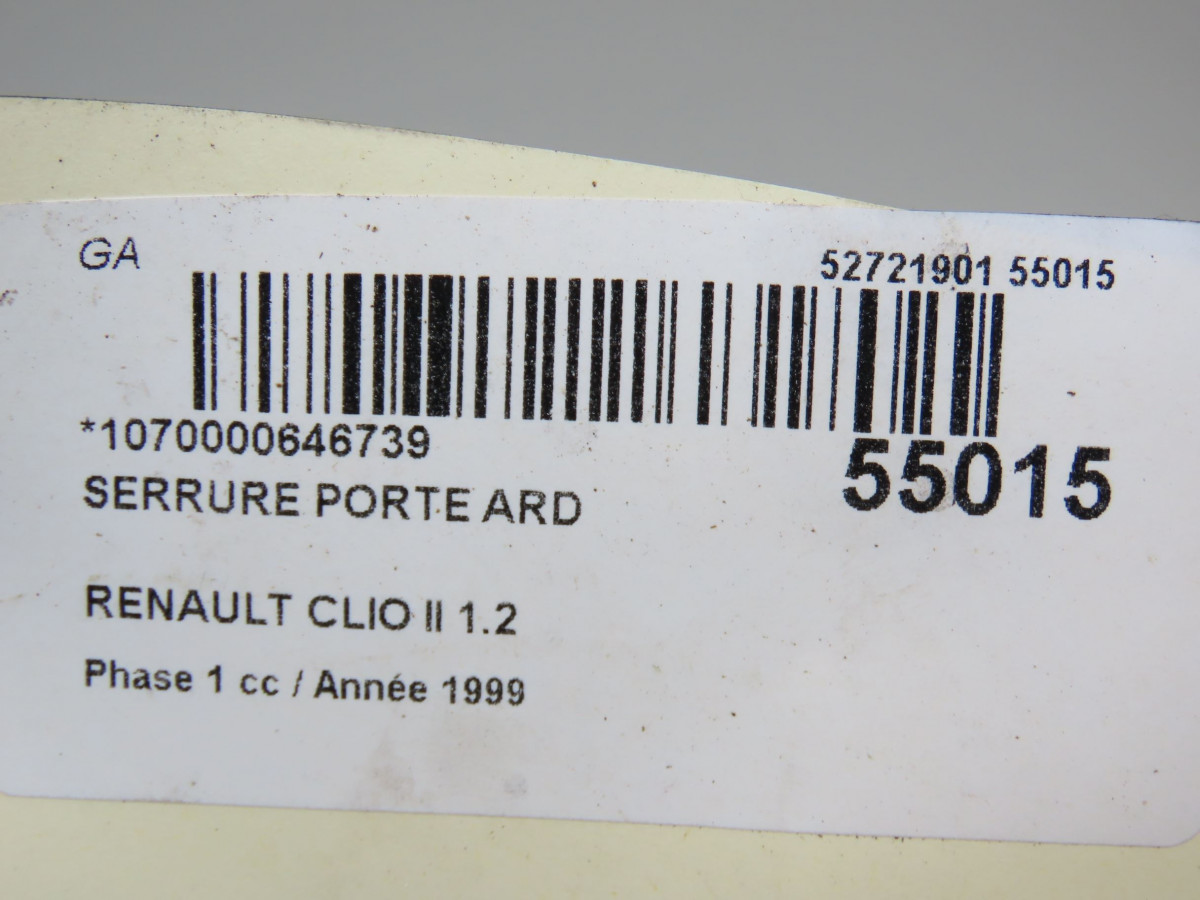 GA
52721901 55015
*1070000646739
55015
SERRURE PORTE ARD
RENAULT CLIO II 1.2
Phase 1 cc / Année 1999